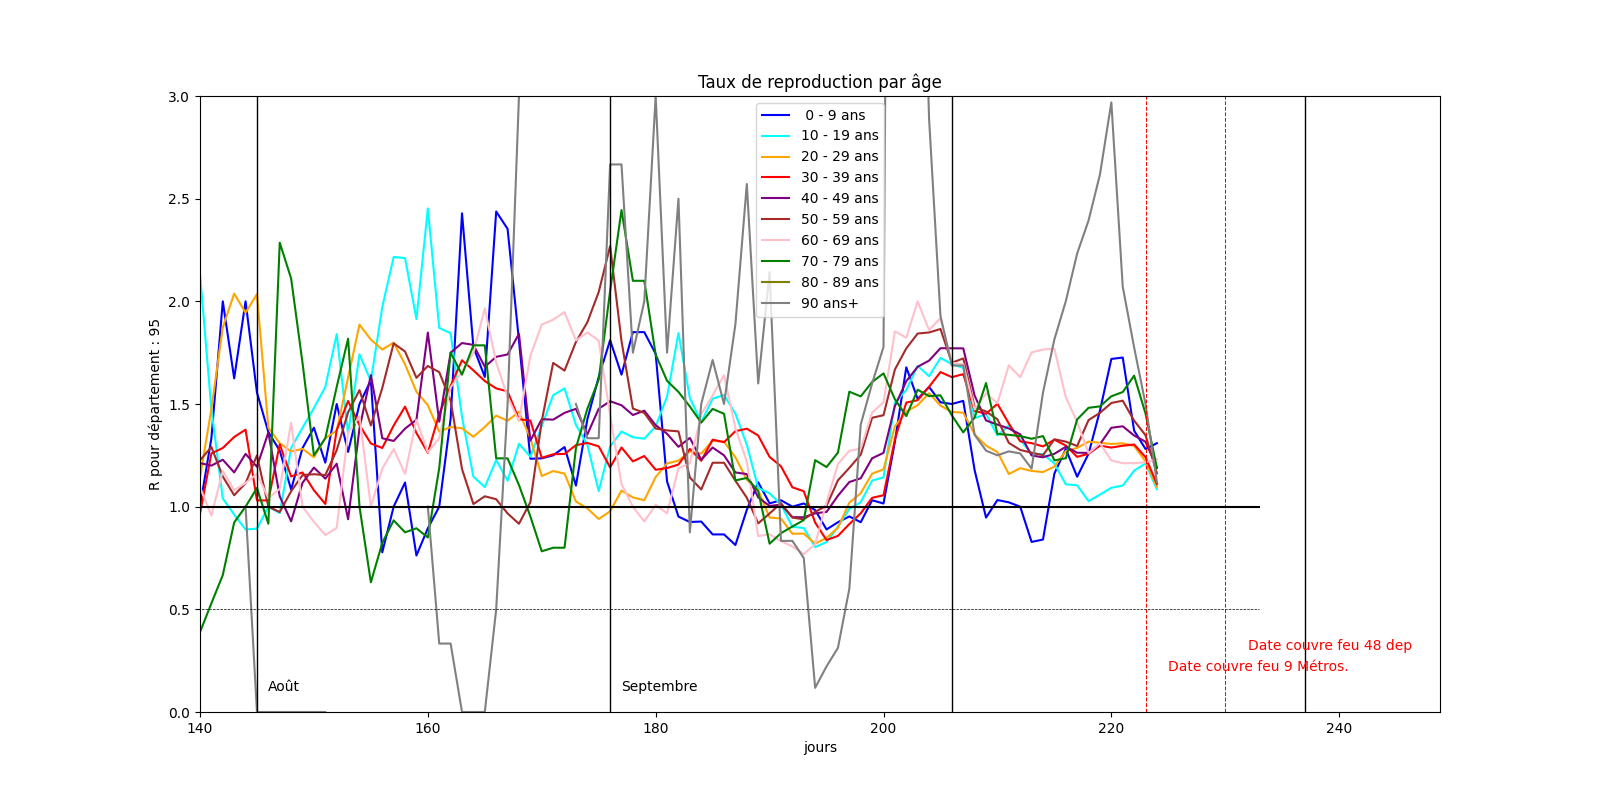 Taux de reproduction par âge
R pour département : 95
3.0
2.5
2.0
1.5
1.0
0.5
0.0
0 - 9 ans
10 - 19 ans
20 - 29 ans
30 - 39 ans
40 - 49 ans
50 - 59 ans
60 - 69 ans
70 - 79 ans
80 - 89 ans
90 ans+
Date couvre feu 48 dep
Date couvre feu 9 Métros.
Août
Septembre
140
160
180
200
220
240
jours